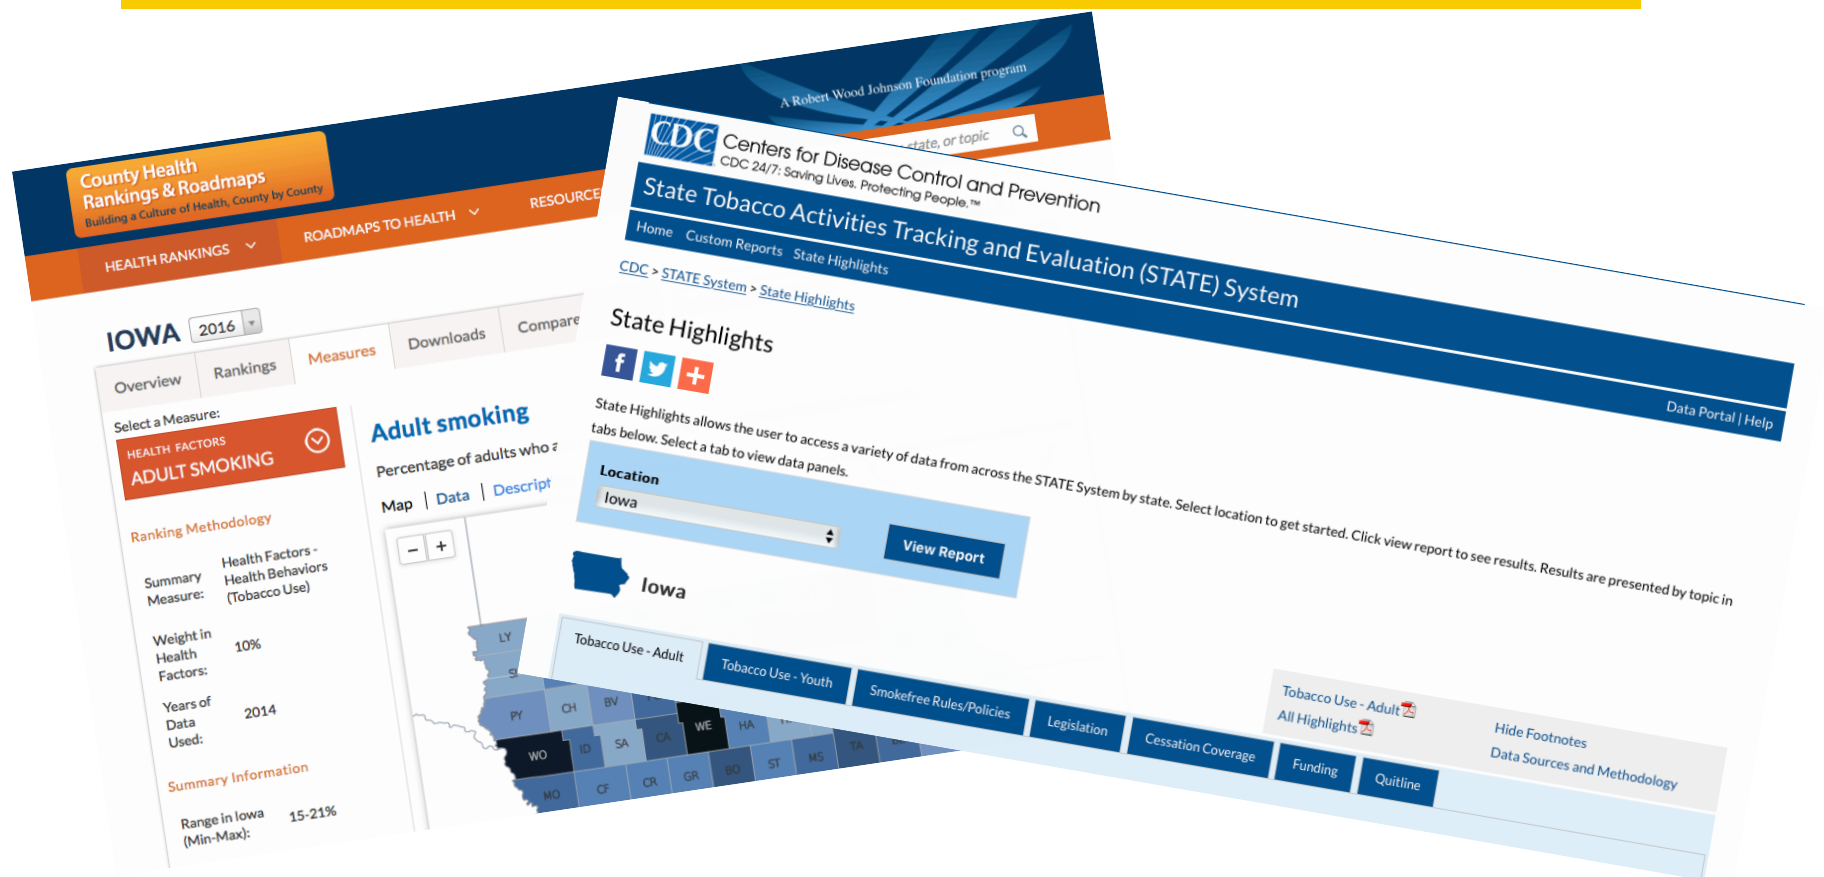 A Robert Wood Johnson Foundation program
County Health
Rankings & Roadmaps
Building a Culture of Health, County by County
state, or topic
HEALTH RANKINGS
ROADMAPS TO HEALTH
IOWA 2016
Overview Rankings Measures Downloads Compare
Select a Measure:
HEALTH FACTORS
ADULT SMOKING
Ranking Methodology
Summary Measure: Health Factors - Health Behaviors (Tobacco Use)
Weight in Health Factors: 10%
Years of Data Used: 2014
Summary Information
Range in Iowa (Min-Max): 15-21%
Adult smoking
Percentage of adults who
Map | Data |
− +
LY
PY CH BV WE HA
WO ID SA CA
MO CF CR GR BO ST MS TA
CDC
Centers for Disease Control and Prevention
CDC 24/7: Saving Lives. Protecting People.™
State Tobacco Activities Tracking and Evaluation (STATE) System
Home Custom Reports State Highlights
Data Portal | Help
CDC > STATE System > State Highlights
State Highlights
State Highlights allows the user to access a variety of data from across the STATE System by state. Select location to get started. Click view report to see results. Results are presented by topic in
tabs below. Select a tab to view data panels.
Location
Iowa
View Report
Iowa
Tobacco Use - Adult
All Highlights
Hide Footnotes
Data Sources and Methodology
Tobacco Use - Adult Tobacco Use - Youth Smokefree Rules/Policies Legislation Cessation Coverage Funding Quitline